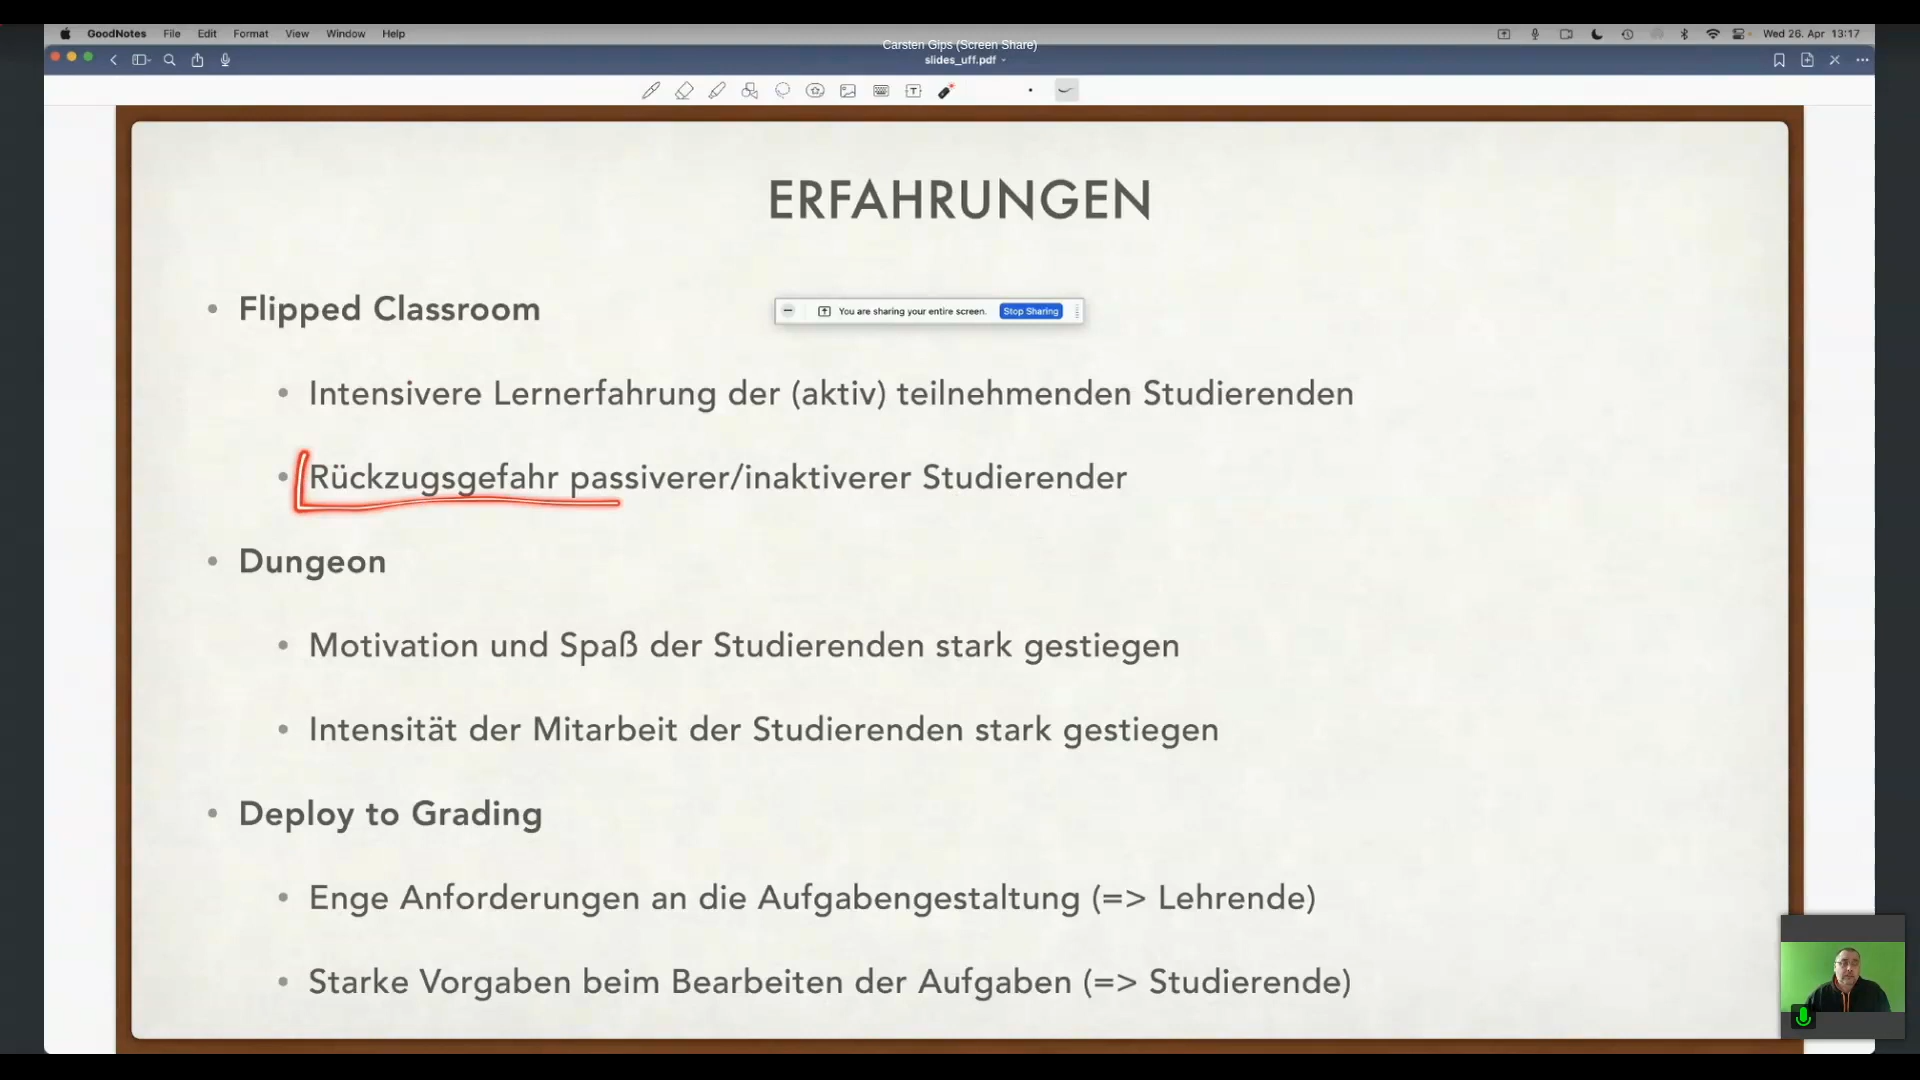 GoodNotes File Edit Format View Window Help Wed 26. Apr 13:17
Carsten Gips (Screen Share)
slides_uff.pdf
ERFAHRUNGEN
• Flipped Classroom
You are sharing your entire screen. Stop Sharing
• Intensivere Lernerfahrung der (aktiv) teilnehmenden Studierenden
• Rückzugsgefahr passiverer/inaktiverer Studierender
• Dungeon
• Motivation und Spaß der Studierenden stark gestiegen
• Intensität der Mitarbeit der Studierenden stark gestiegen
• Deploy to Grading
• Enge Anforderungen an die Aufgabengestaltung (=> Lehrende)
• Starke Vorgaben beim Bearbeiten der Aufgaben (=> Studierende)